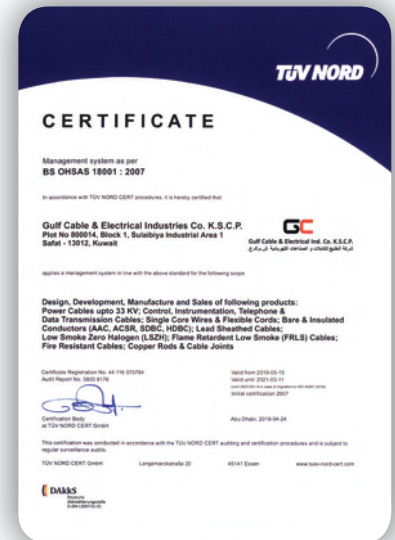 TÜV NORD
CERTIFICATE
Management system as per
BS OHSAS 18001 : 2007
In accordance with TÜV NORD CERT procedures, it is hereby certified that
Gulf Cable & Electrical Industries Co. K.S.C.P.
Plot No 800014, Block 1, Sulaibiya Industrial Area 1
Safat - 13012, Kuwait
GC
Gulf Cable & Electrical Ind. Co. K.S.C.P.
applies a management system in line with the above standard for the following scope
Design, Development, Manufacture and Sales of following products:
Power Cables upto 33 KV; Control, Instrumentation, Telephone &
Data Transmission Cables; Single Core Wires & Flexible Cords; Bare & Insulated
Conductors (AAC, ACSR, SDBC, HDBC); Lead Sheathed Cables;
Low Smoke Zero Halogen (LSZH); Flame Retardent Low Smoke (FRLS) Cables;
Fire Resistant Cables; Copper Rods & Cable Joints
Certificate Registration No. 44 116 070784
Audit Report No. 5800 9176
Valid from 2019-05-15
Valid until 2021-03-11
Initial certification 2007
Certification Body
at TÜV NORD CERT GmbH
Abu Dhabi, 2019-04-24
This certification was conducted in accordance with the TÜV NORD CERT auditing and certification procedures and is subject to
regular surveillance audits.
TÜV NORD CERT GmbH Langemarckstraße 20 45141 Essen www.tuev-nord-cert.com
DAkkS
Deutsche
Akkreditierungsstelle